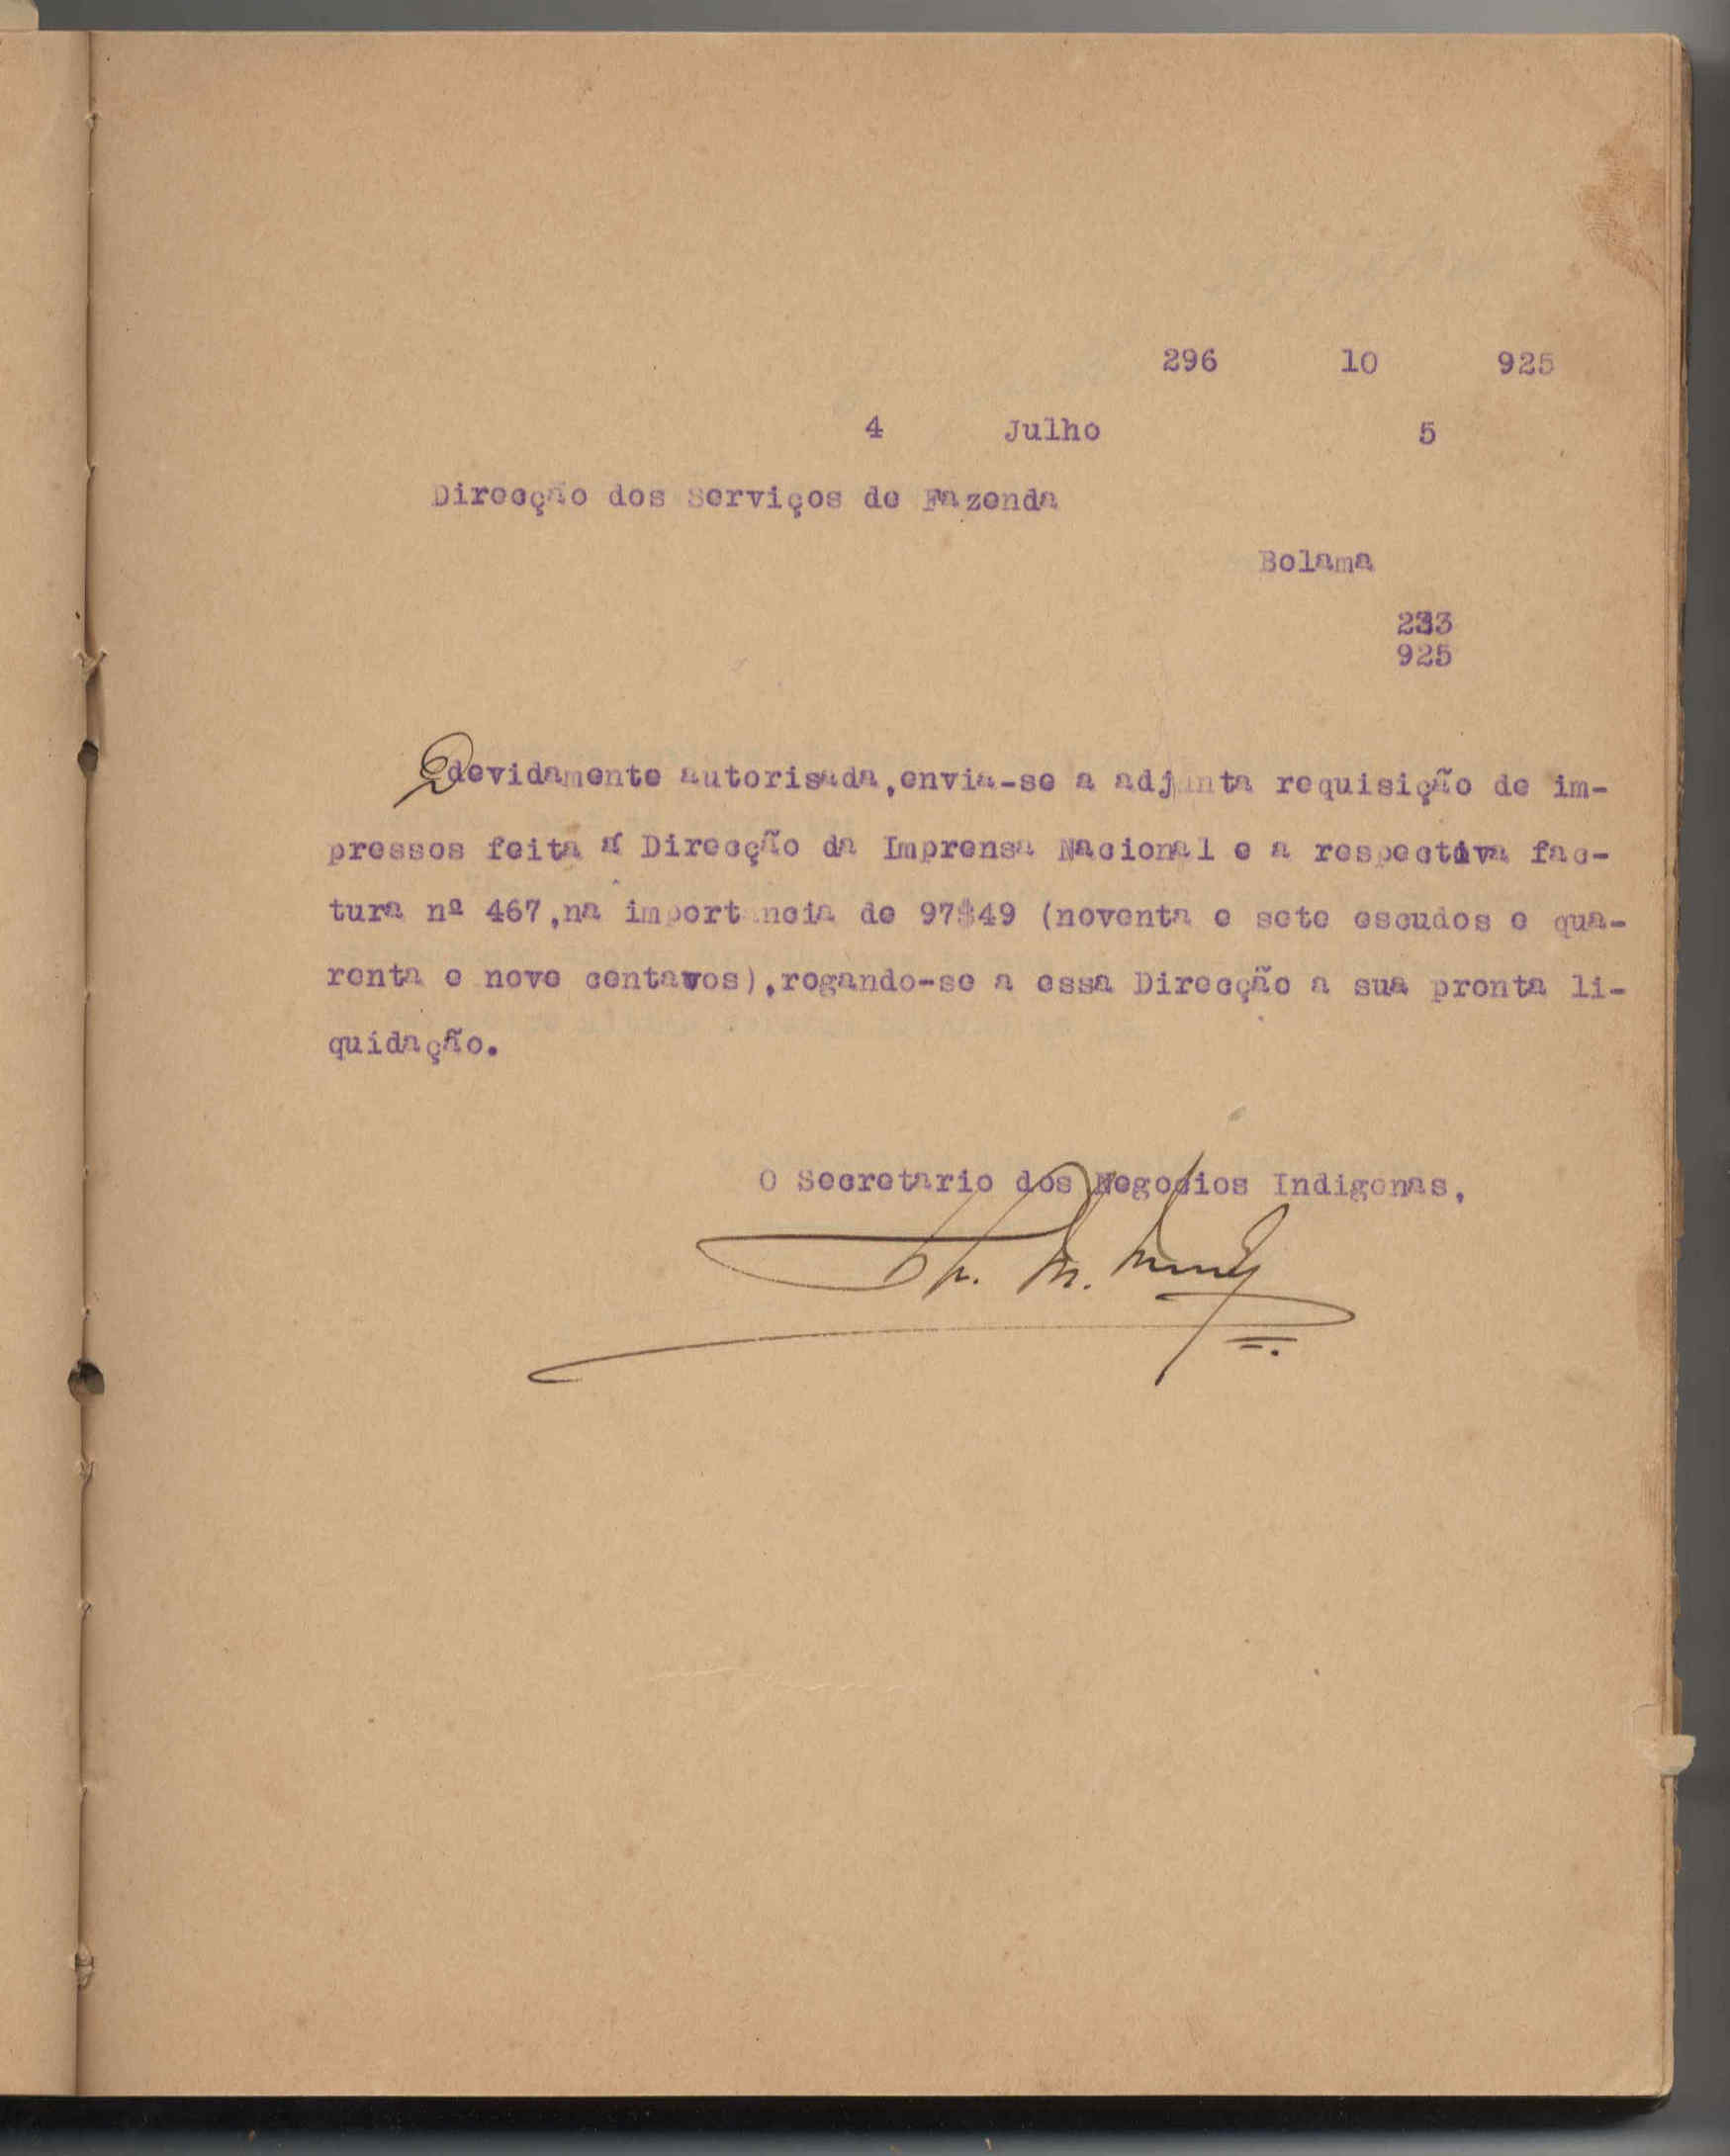 296 10 925
4 Julho 5
Direcção dos Serviços de Fazenda
Bolama
233
925
devidamente autorisada,envia-se a adjunta requisição de im-
pressos feita á Direcção da Imprensa Nacional e a respectiva fac-
tura nº 467,na importancia de 97$49 (noventa e sete escudos e qua-
renta e nove centavos),rogando-se a essa Direcção a sua pronta li-
quidação.
O Secretario dos Negocios Indigenas,